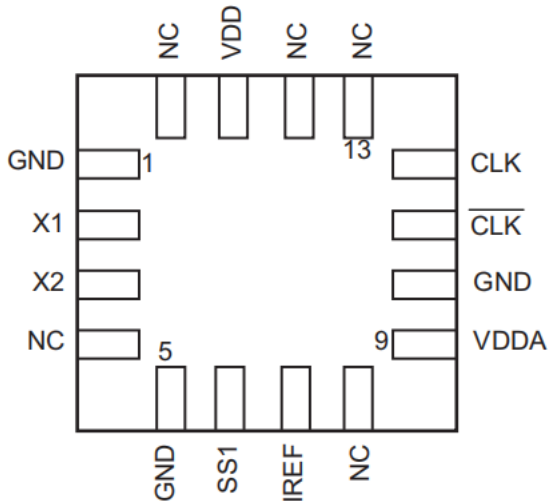 NC VDD NC NC
GND 1 13 CLK
X1 C̅L̅K̅
X2 GND
NC 5 9 VDDA
GND SS1 IREF NC